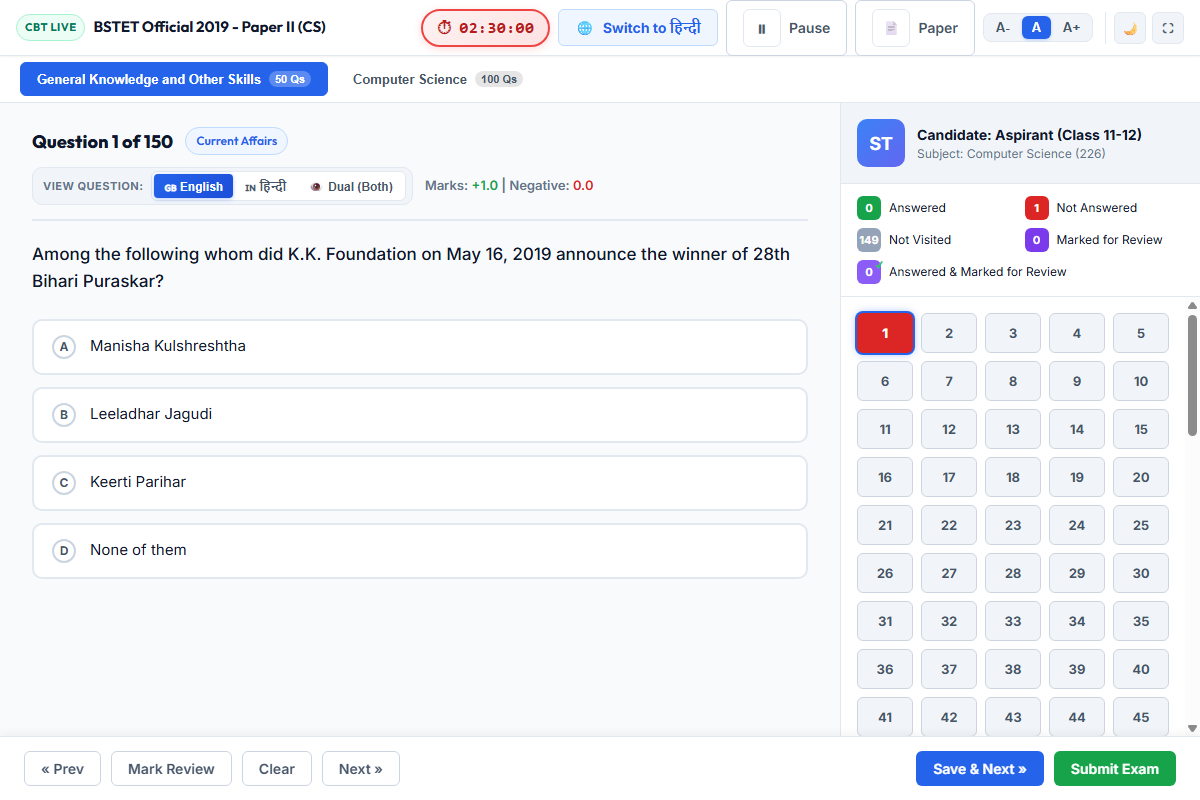 CBT LIVE
BSTET Official 2019 - Paper II (CS)
02:30:00
Switch to हिन्दी
Pause
Paper
A-
A
A+
General Knowledge and Other Skills 50 Qs
Computer Science 100 Qs
Question 1 of 150
Current Affairs
VIEW QUESTION:
GB English
IN हिन्दी
Dual (Both)
Marks: +1.0 | Negative: 0.0
Among the following whom did K.K. Foundation on May 16, 2019 announce the winner of 28th
Bihari Puraskar?
A Manisha Kulshreshtha
B Leeladhar Jagudi
C Keerti Parihar
D None of them
ST
Candidate: Aspirant (Class 11-12)
Subject: Computer Science (226)
0 Answered
1 Not Answered
149 Not Visited
0 Marked for Review
0 Answered & Marked for Review
1 2 3 4 5
6 7 8 9 10
11 12 13 14 15
16 17 18 19 20
21 22 23 24 25
26 27 28 29 30
31 32 33 34 35
36 37 38 39 40
41 42 43 44 45
« Prev
Mark Review
Clear
Next »
Save & Next »
Submit Exam